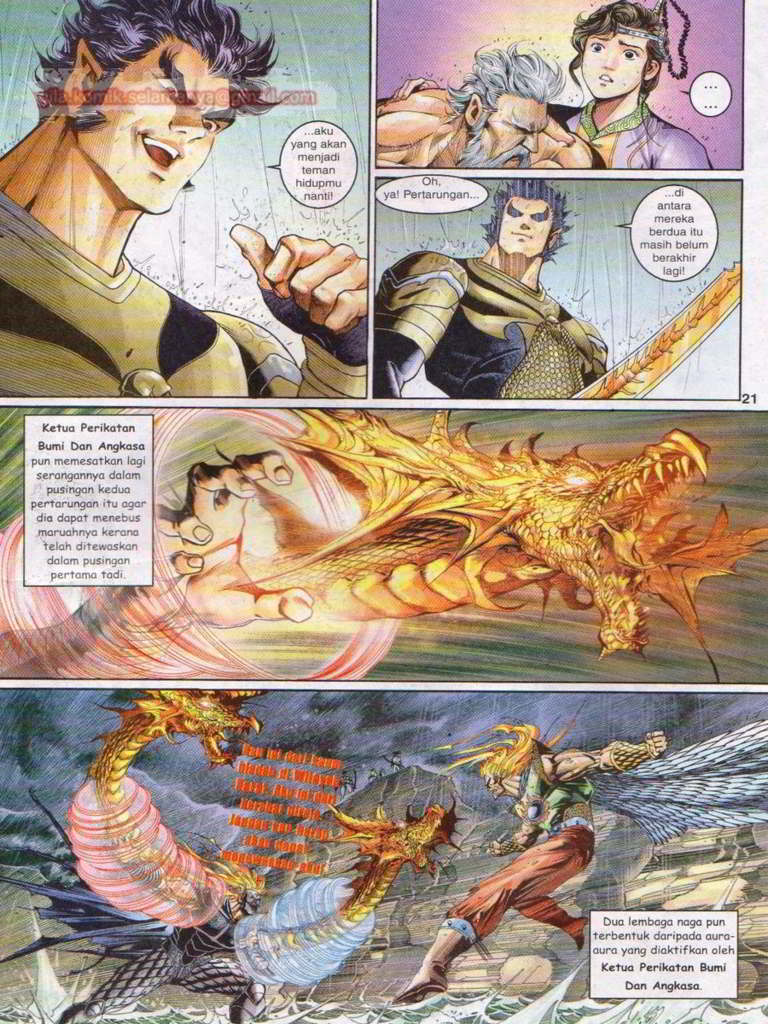 ...aku
yang akan
menjadi
teman
hidupmu
nanti!
...
...
Oh,
ya! Pertarungan...
...di
antara
mereka
berdua itu
masih belum
berakhir
lagi!
21
Ketua Perikatan
Bumi Dan Angkasa
pun memesatkan lagi
serangannya dalam
pusingan kedua
pertarungan itu agar
dia dapat menebus
maruahnya kerana
telah ditewaskan
dalam pusingan
pertama tadi.
Dua lembaga naga pun
terbentuk daripada aura-
aura yang diaktifkan oleh
Ketua Perikatan Bumi
Dan Angkasa.